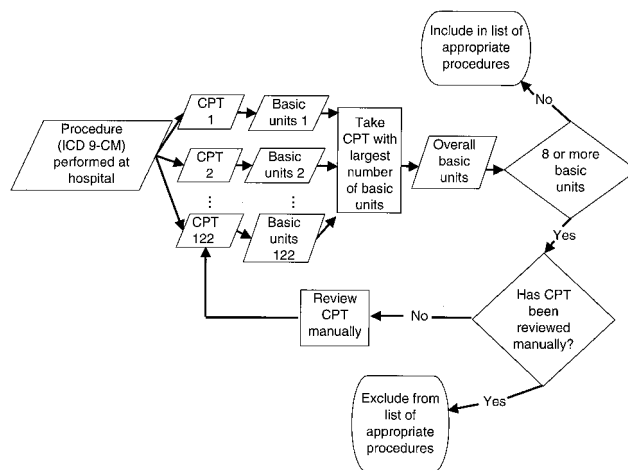 Include in list of
appropriate
procedures
No
CPT
1
Basic
units 1
Procedure
(ICD 9-CM)
performed at
hospital
CPT
2
Basic
units 2
⋮
⋮
CPT
122
Basic
units
122
Take
CPT with
largest
number
of basic
units
Overall
basic
units
8 or more
basic
units
Yes
Has CPT
been
reviewed
manually?
No
Review
CPT
manually
Yes
Exclude from
list of
appropriate
procedures